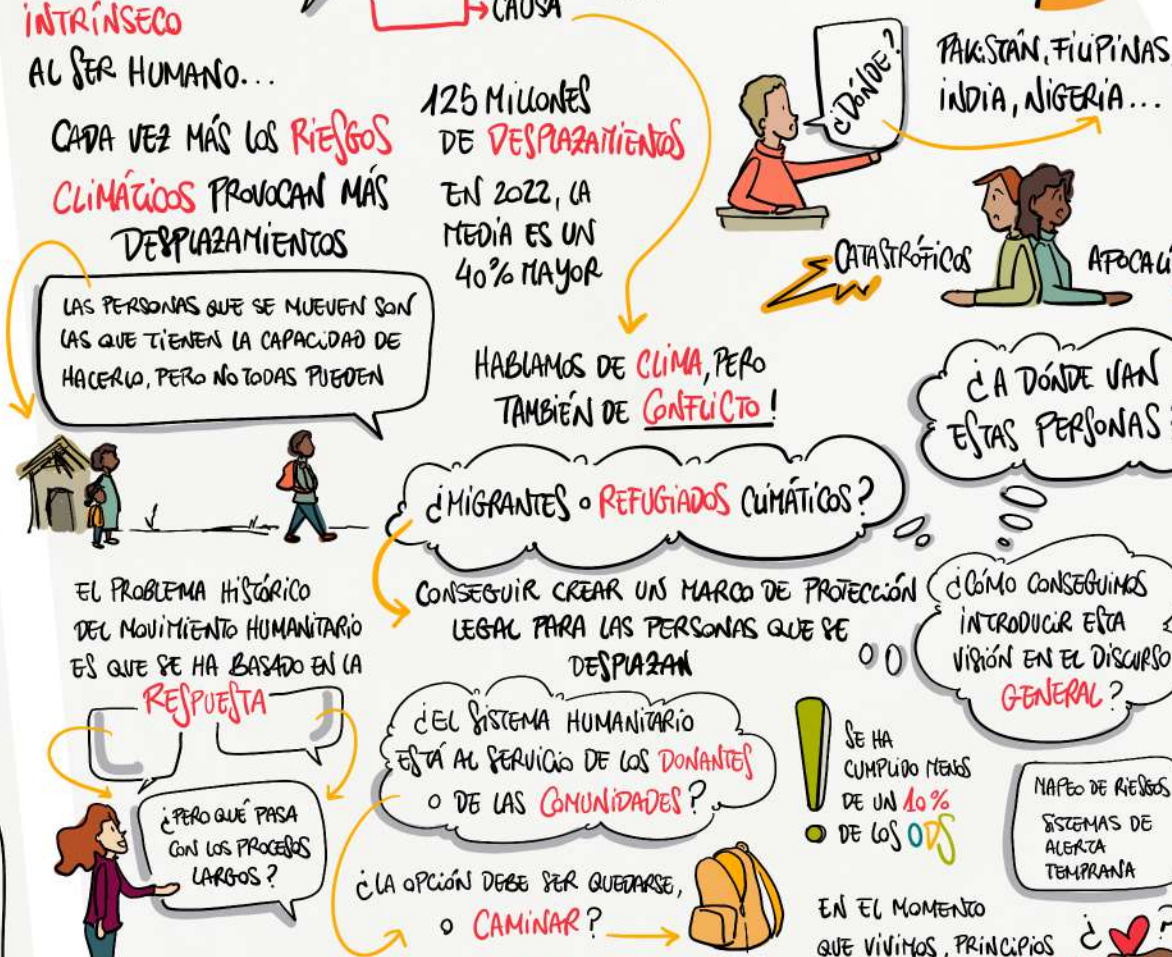 INTRÍNSECO
AL SER HUMANO...
CAUSA
CADA VEZ MÁS LOS RIESGOS
CLIMÁTICOS PROVOCAN MÁS
DESPLAZAMIENTOS
125 MILLONES
DE DESPLAZAMIENTOS
EN 2022, LA
MEDIA ES UN
40% MAYOR
¿DÓNDE?
PAKISTÁN, FILIPINAS
INDIA, NIGERIA...
CATASTRÓFICOS
LAS PERSONAS QUE SE MUEVEN SON
LAS QUE TIENEN LA CAPACIDAD DE
HACERLO, PERO NO TODAS PUEDEN
HABLAMOS DE CLIMA, PERO
TAMBIÉN DE CONFLICTO!
¿A DÓNDE VAN
ESTAS PERSONAS
¿MIGRANTES O REFUGIADOS CLIMÁTICOS?
CONSEGUIR CREAR UN MARCO DE PROTECCIÓN
LEGAL PARA LAS PERSONAS QUE SE
DESPLAZAN
¿CÓMO CONSEGUIMOS
INTRODUCIR ESTA
VISIÓN EN EL DISCURSO
GENERAL?
EL PROBLEMA HISTÓRICO
DEL MOVIMIENTO HUMANITARIO
ES QUE SE HA BASADO EN LA
RESPUESTA
¿PERO QUÉ PASA
CON LOS PROCESOS
LARGOS?
¿EL SISTEMA HUMANITARIO
ESTÁ AL SERVICIO DE LOS DONANTES
O DE LAS COMUNIDADES?
¿LA OPCIÓN DEBE SER QUEDARSE,
O CAMINAR?
SE HA
CUMPLIDO MENOS
DE UN 10%
DE LOS ODS
MAPEO DE RIESGOS
SISTEMAS DE
ALERTA
TEMPRANA
EN EL MOMENTO
QUE VIVIMOS, PRINCIPIOS
¿ ?